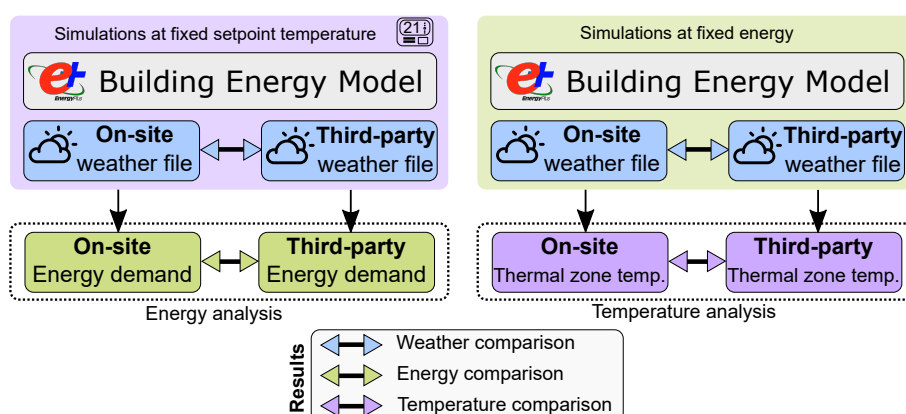 Simulations at fixed setpoint temperature
21
e+
EnergyPlus
Building Energy Model
On-site
weather file
Third-party
weather file
On-site
Energy demand
Third-party
Energy demand
Energy analysis
Simulations at fixed energy
e+
EnergyPlus
Building Energy Model
On-site
weather file
Third-party
weather file
On-site
Thermal zone temp.
Third-party
Thermal zone temp.
Temperature analysis
Results
Weather comparison
Energy comparison
Temperature comparison